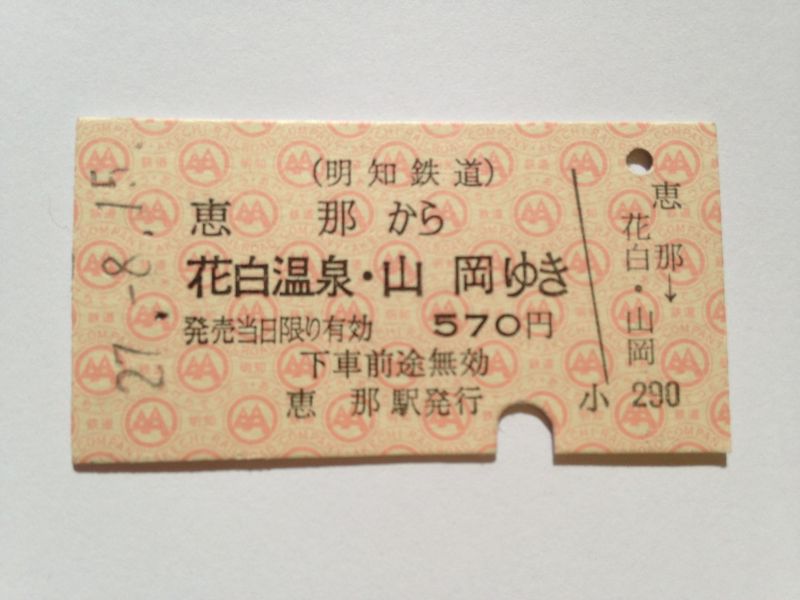 27.-8.15
(明知鉄道)
恵 那 から
花白温泉・山 岡ゆき
発売当日限り有効 570円
下車前途無効
恵 那駅発行
恵那→
花白・山岡
小 290